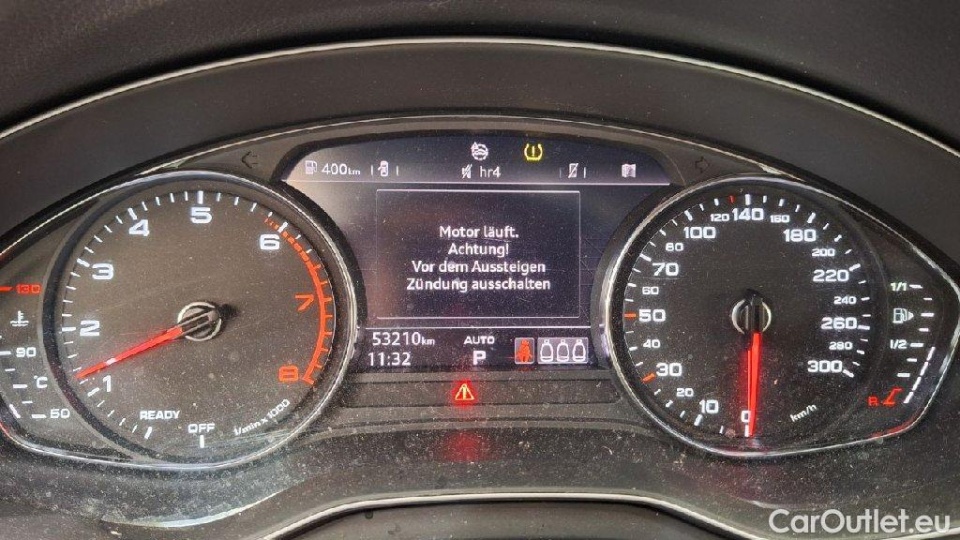 400km
hr4
Motor läuft.
Achtung!
Vor dem Aussteigen
Zündung ausschalten
53210km
AUTO
11:32
P
130
90
°C
50
1
2
3
4
5
6
7
8
READY
OFF
1/min x 1000
0
10
20
30
40
50
60
70
80
100
120
140
160
180
200
220
240
260
280
300
km/h
1/1
1/2
R
CarOutlet.eu